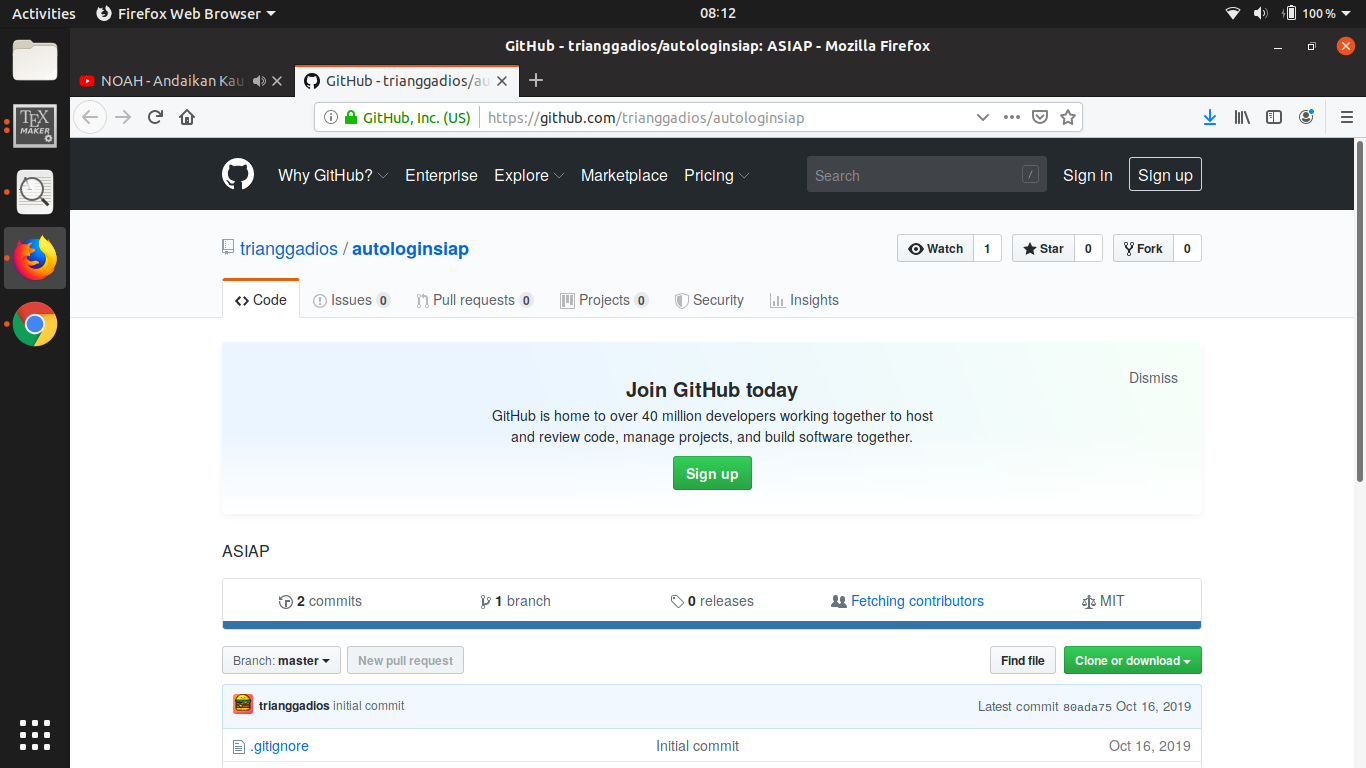 Activities Firefox Web Browser 08:12 100 %
GitHub - trianggadios/autologinsiap: ASIAP - Mozilla Firefox
NOAH - Andaikan Kau GitHub - trianggadios/au
GitHub, Inc. (US) https://github.com/trianggadios/autologinsiap
TEX
MAKER
Why GitHub? Enterprise Explore Marketplace Pricing Search / Sign in Sign up
trianggadios / autologinsiap Watch 1 Star 0 Fork 0
Code Issues 0 Pull requests 0 Projects 0 Security Insights
Dismiss
Join GitHub today
GitHub is home to over 40 million developers working together to host
and review code, manage projects, and build software together.
Sign up
ASIAP
2 commits 1 branch 0 releases Fetching contributors MIT
Branch: master New pull request Find file Clone or download
trianggadios initial commit Latest commit 80ada75 Oct 16, 2019
.gitignore Initial commit Oct 16, 2019